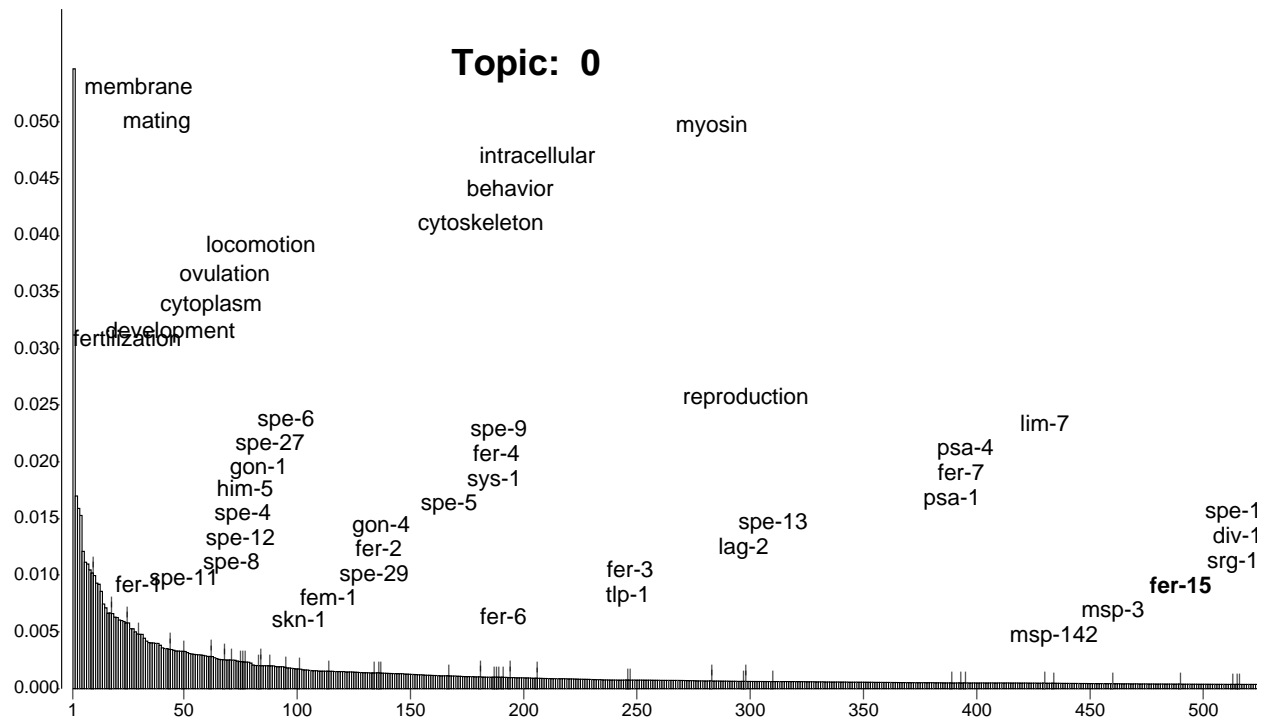 Topic: 0
membrane
mating
myosin
0.050
intracellular
0.045
behavior
cytoskeleton
0.040
locomotion
ovulation
0.035
cytoplasm
development
fertilization
0.030
reproduction
0.025
spe-6
lim-7
spe-9
spe-27
psa-4
fer-4
gon-1
0.020
fer-7
sys-1
him-5
psa-1
spe-5
0.015
spe-4
gon-4
spe-13
spe-1
spe-12
div-1
fer-2
lag-2
spe-8
srg-1
0.010
spe-29
fer-3
spe-11
fer-1
fer-15
tlp-1
fem-1
msp-3
skn-1
fer-6
0.005
msp-142
0.000
1 50 100 150 200 250 300 350 400 450 500